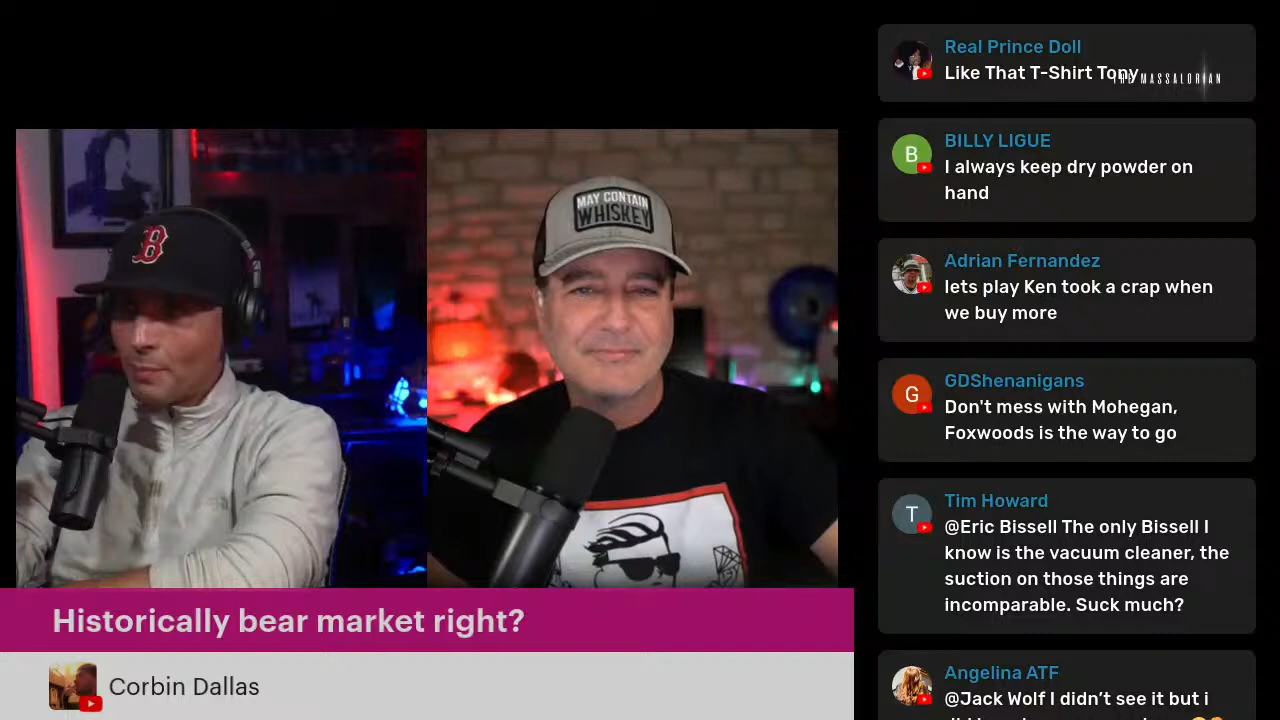 B
MAY CONTAIN
WHISKEY
Historically bear market right?
Corbin Dallas
Real Prince Doll
Like That T-Shirt Tony
THE MASSALORIAN
B
BILLY LIGUE
I always keep dry powder on
hand
Adrian Fernandez
lets play Ken took a crap when
we buy more
G
GDShenanigans
Don't mess with Mohegan,
Foxwoods is the way to go
T
Tim Howard
@Eric Bissell The only Bissell I
know is the vacuum cleaner, the
suction on those things are
incomparable. Suck much?
Angelina ATF
@Jack Wolf I didn’t see it but i